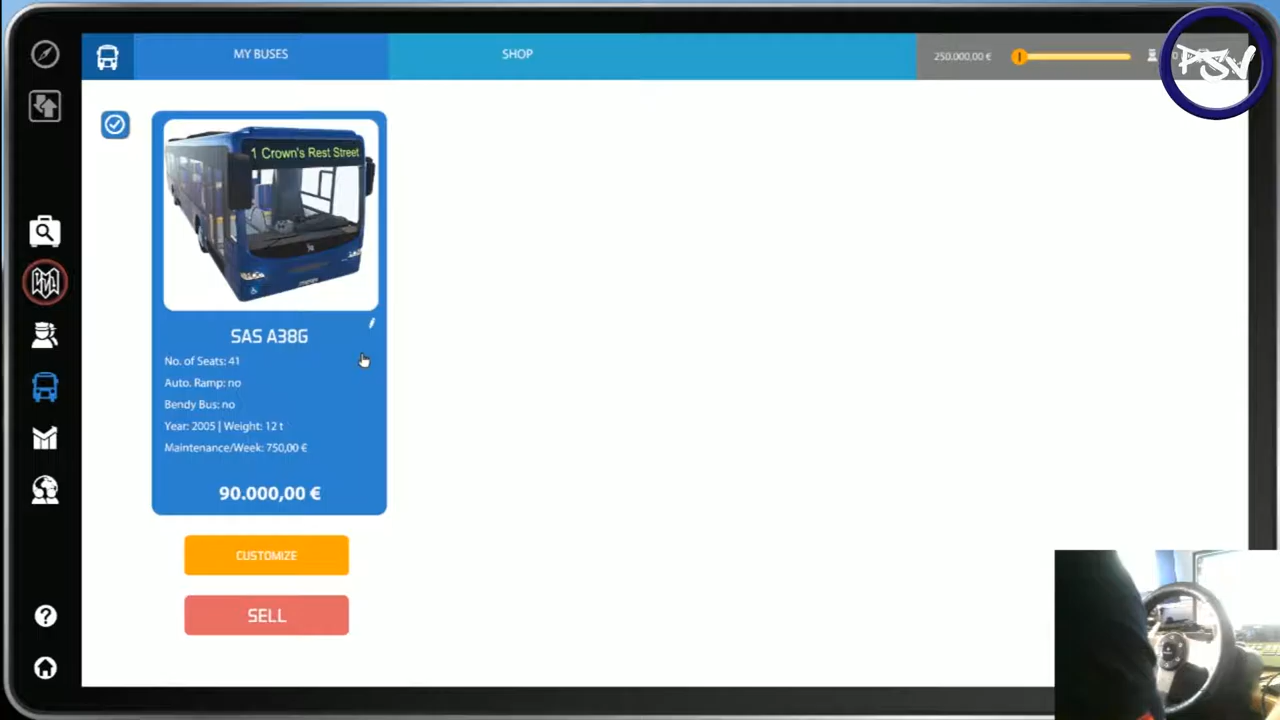 MY BUSES
SHOP
250.000,00 €
PSV
1 Crown's Rest Street
SAS A38G
No. of Seats: 41
Auto. Ramp: no
Bendy Bus: no
Year: 2005 | Weight: 12 t
Maintenance/Week: 750,00 €
90.000,00 €
CUSTOMIZE
SELL
?